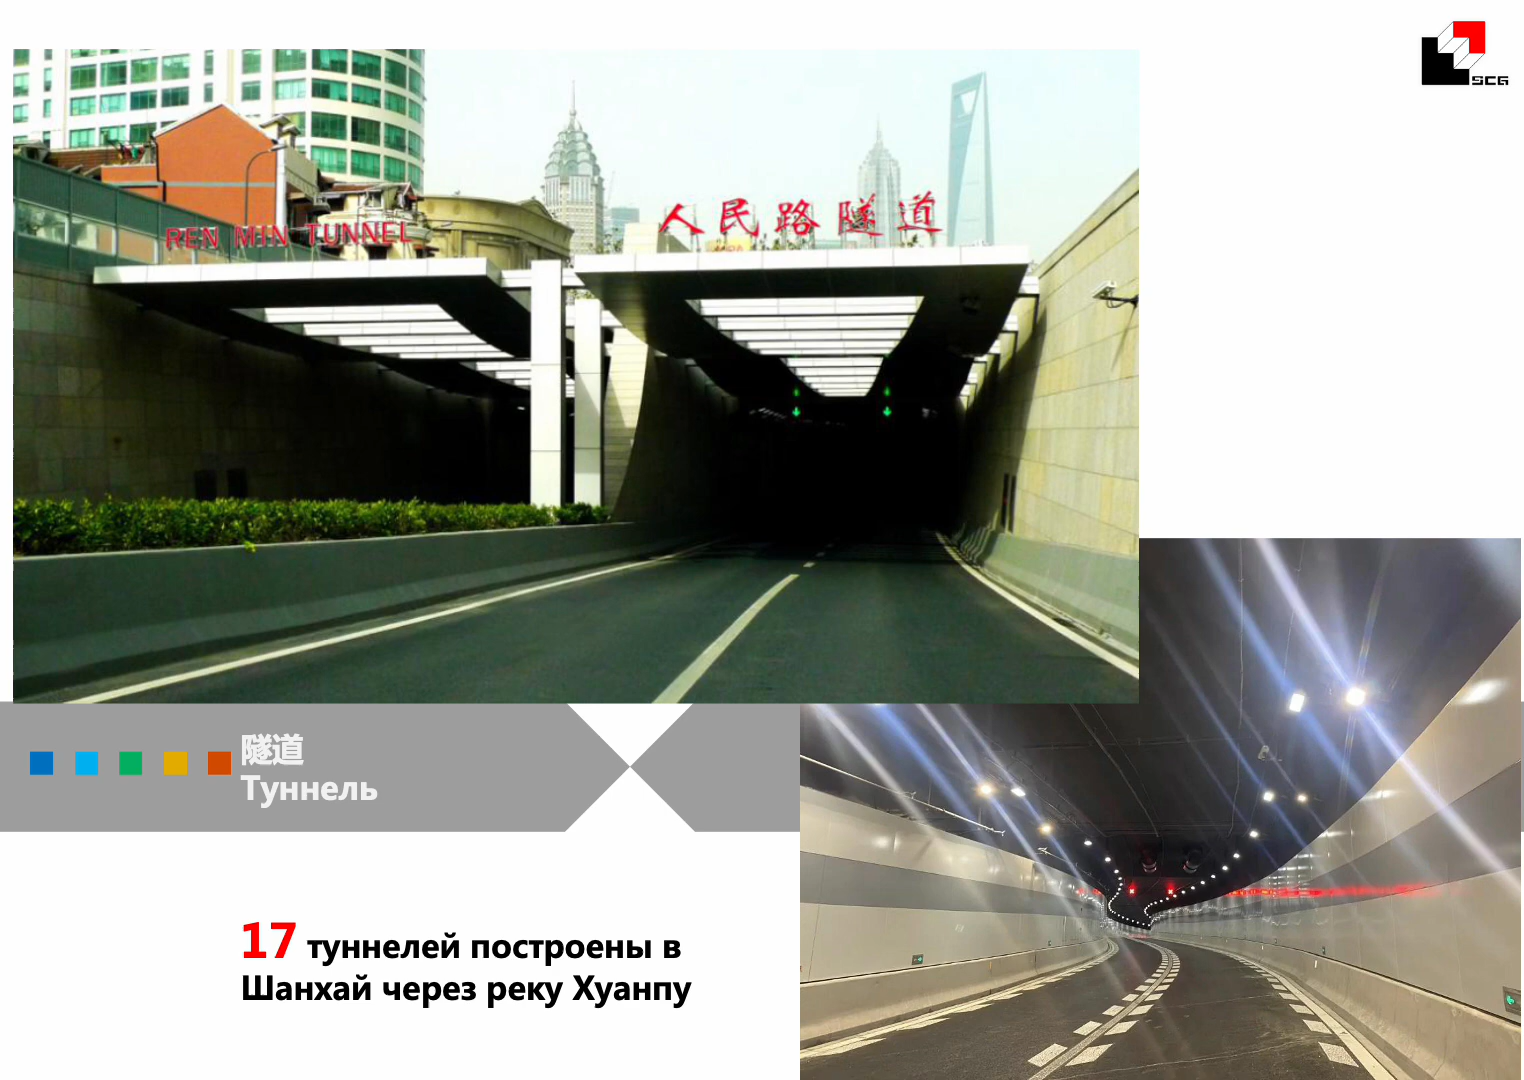 SCG
REN MIN TUNNEL
人民路隧道
隧道
Туннель
17 туннелей построены в
Шанхай через реку Хуанпу